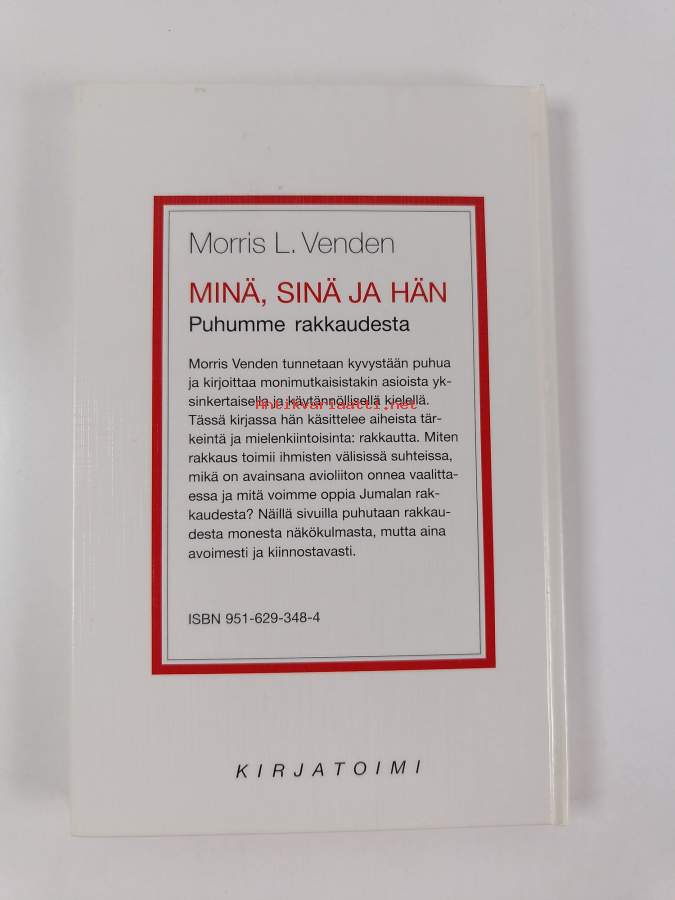 Morris L. Venden
MINÄ, SINÄ JA HÄN
Puhumme rakkaudesta
Morris Venden tunnetaan kyvystään puhua
ja kirjoittaa monimutkaisistakin asioista yk-
sinkertaisella ja käytännöllisellä kielellä.
Antikvariaatti.net
Tässä kirjassa hän käsittelee aiheista tär-
keintä ja mielenkiintoisinta: rakkautta. Miten
rakkaus toimii ihmisten välisissä suhteissa,
mikä on avainsana avioliiton onnea vaalitta-
essa ja mitä voimme oppia Jumalan rak-
kaudesta? Näillä sivuilla puhutaan rakkau-
desta monesta näkökulmasta, mutta aina
avoimesti ja kiinnostavasti.
ISBN 951-629-348-4
KIRJATOIMI